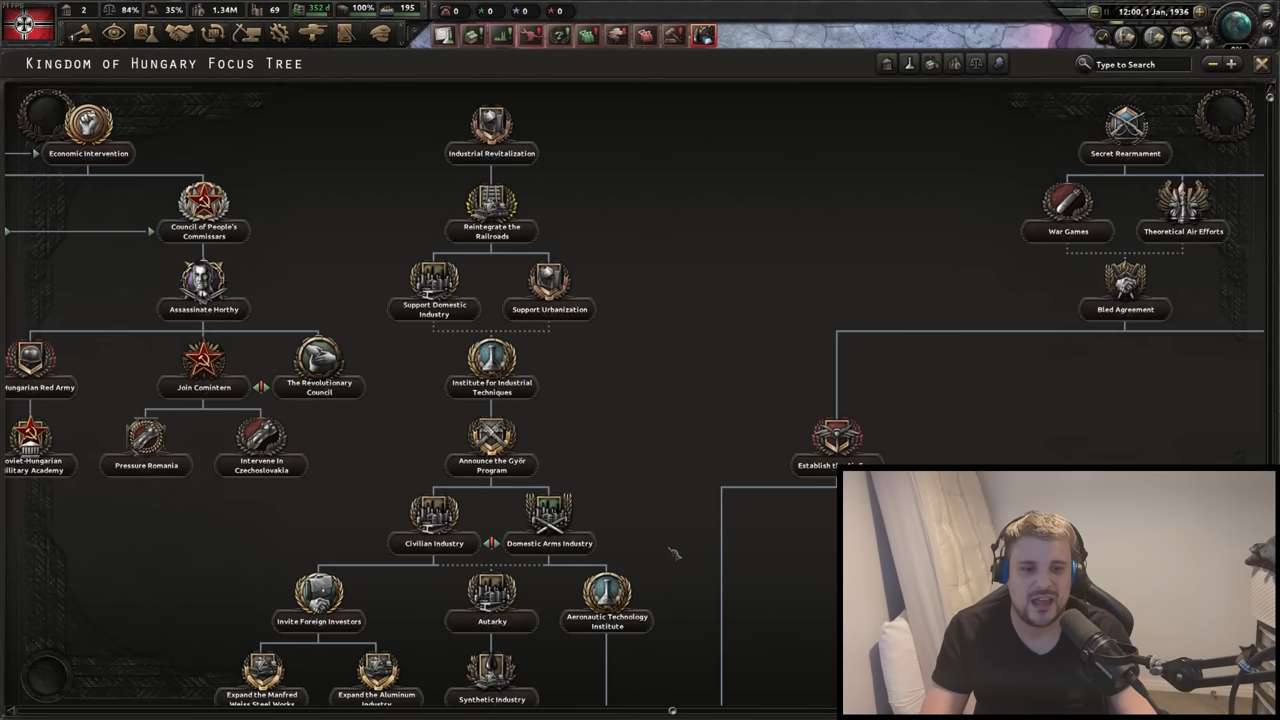 71 FPS
2
84%
35%
1.34M
69
352 d
100%
195
0
0
0
0
12:00, 1 Jan, 1936
0%
Kingdom of Hungary Focus Tree
Type to Search
Economic Intervention
Industrial Revitalization
Secret Rearmament
Council of People's
Commissars
Reintegrate the
Railroads
War Games
Theoretical Air Efforts
Assassinate Horthy
Support Domestic
Industry
Support Urbanization
Bled Agreement
Hungarian Red Army
Join Comintern
The Revolutionary
Council
Institute for Industrial
Techniques
Soviet-Hungarian
Military Academy
Pressure Romania
Intervene In
Czechoslovakia
Announce the Győr
Program
Establish the
Civilian Industry
Domestic Arms Industry
Invite Foreign Investors
Autarky
Aeronautic Technology
Institute
Expand the Manfred
Weiss Steel Works
Expand the Aluminum
Industry
Synthetic Industry